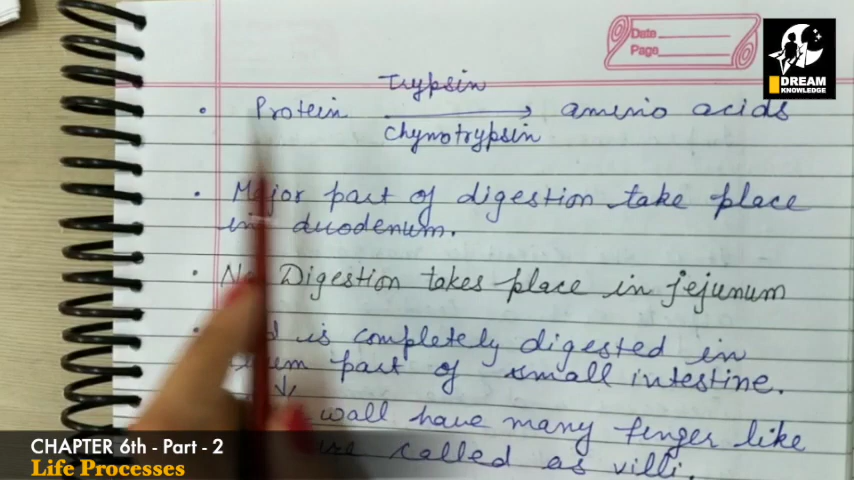 Date
Page
DREAM
KNOWLEDGE
Trypsin
• Protein → amino acids
Chymotrypsin
• Major part of digestion take place
in duodenum.
• No Digestion takes place in jejunum
is completely digested in
part of small intestine.
↓
wall have many finger like
called as villi.
CHAPTER 6th - Part - 2
Life Processes